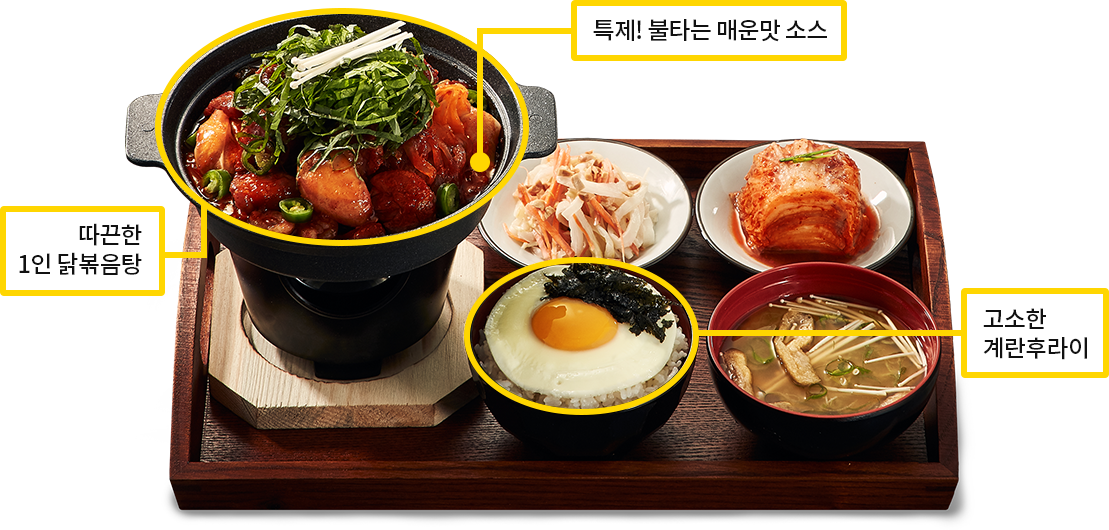 특제! 불타는 매운맛 소스
따끈한
1인 닭볶음탕
고소한
계란후라이